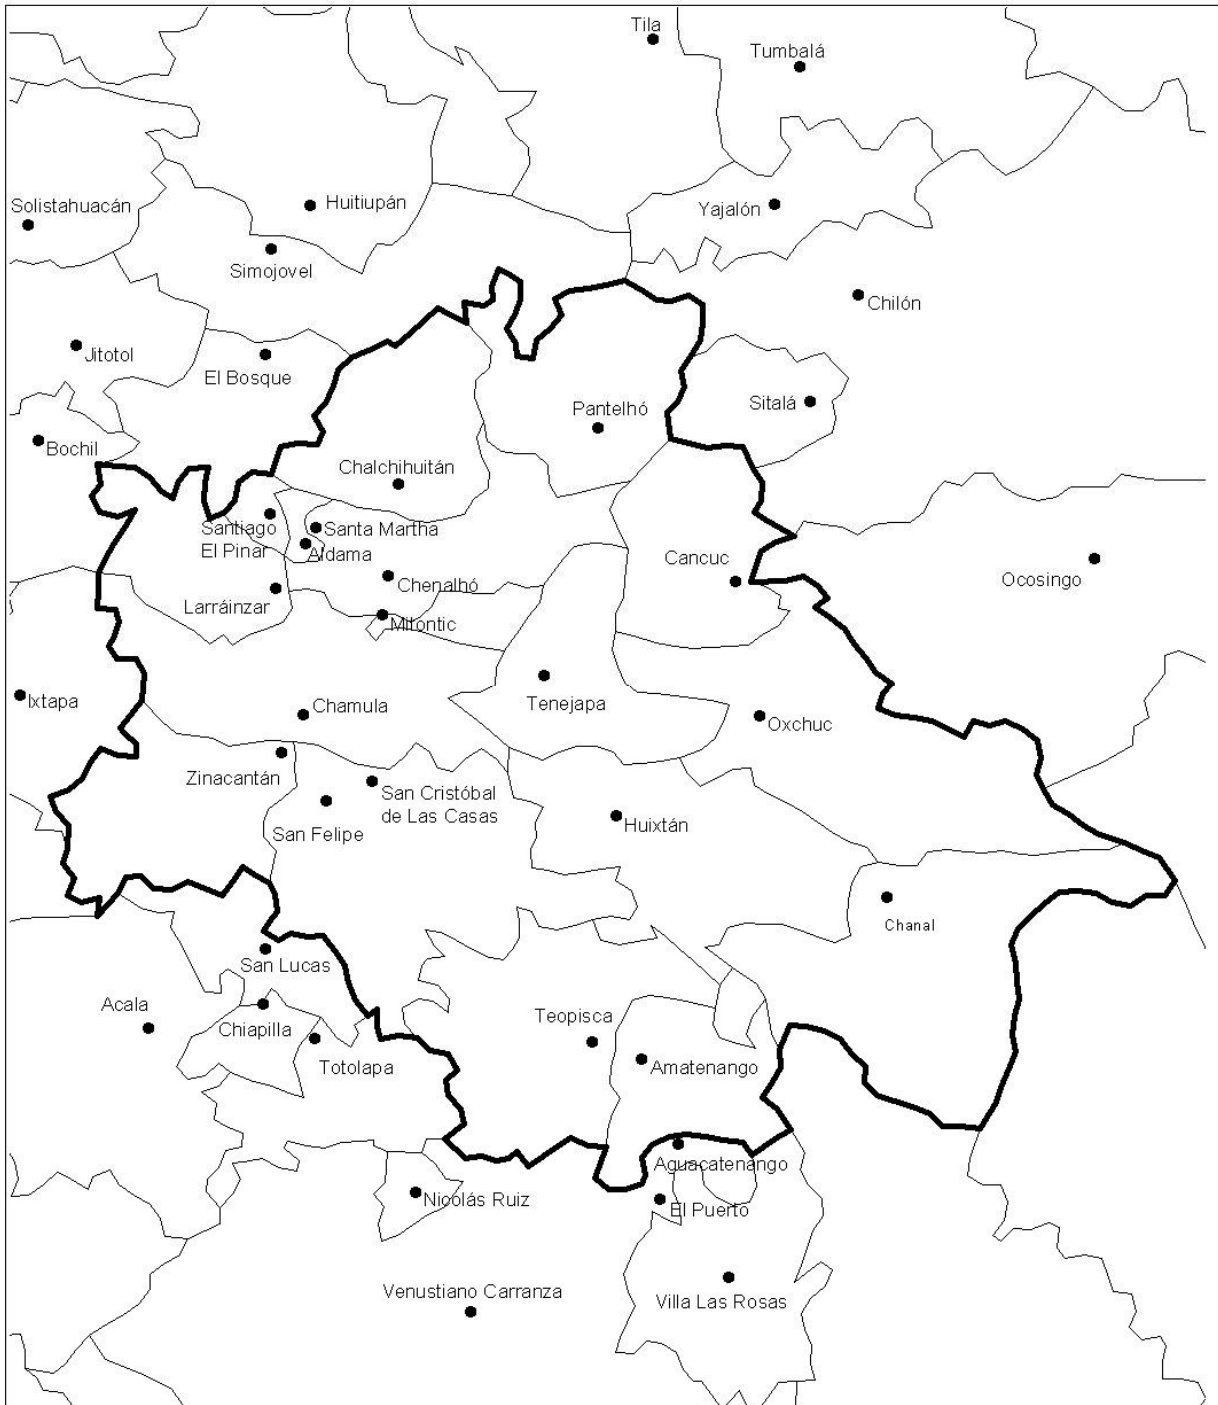 Tila
Tumbalá
Solistahuacán
Huitiupán
Yajalón
Simojovel
Chilón
Jitotol
El Bosque
Sitalá
Pantelhó
Bochil
Chalchihuitán
Santiago
El Pinar
Santa Martha
Aldama
Cancuc
Ocosingo
Chenalhó
Larráinzar
Mitontic
Ixtapa
Chamula
Tenejapa
Oxchuc
Zinacantán
San Cristóbal
de Las Casas
San Felipe
Huixtán
Chanal
San Lucas
Acala
Chiapilla
Teopisca
Totolapa
Amatenango
Aguacatenango
Nicolás Ruiz
El Puerto
Venustiano Carranza
Villa Las Rosas